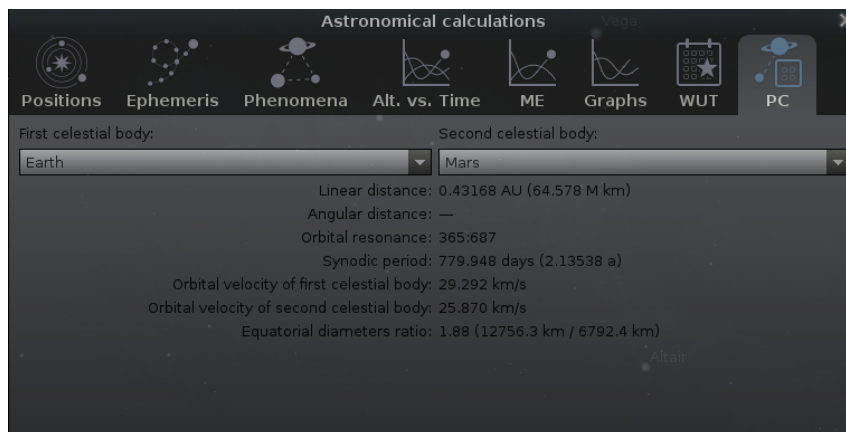 Astronomical calculations
Vega
Positions Ephemeris Phenomena Alt. vs. Time ME Graphs WUT PC
First celestial body: Second celestial body:
Earth Mars
Linear distance: 0.43168 AU (64.578 M km)
Angular distance: —
Orbital resonance: 365:687
Synodic period: 779.948 days (2.13538 a)
Orbital velocity of first celestial body: 29.292 km/s
Orbital velocity of second celestial body: 25.870 km/s
Equatorial diameters ratio: 1.88 (12756.3 km / 6792.4 km)
Altair